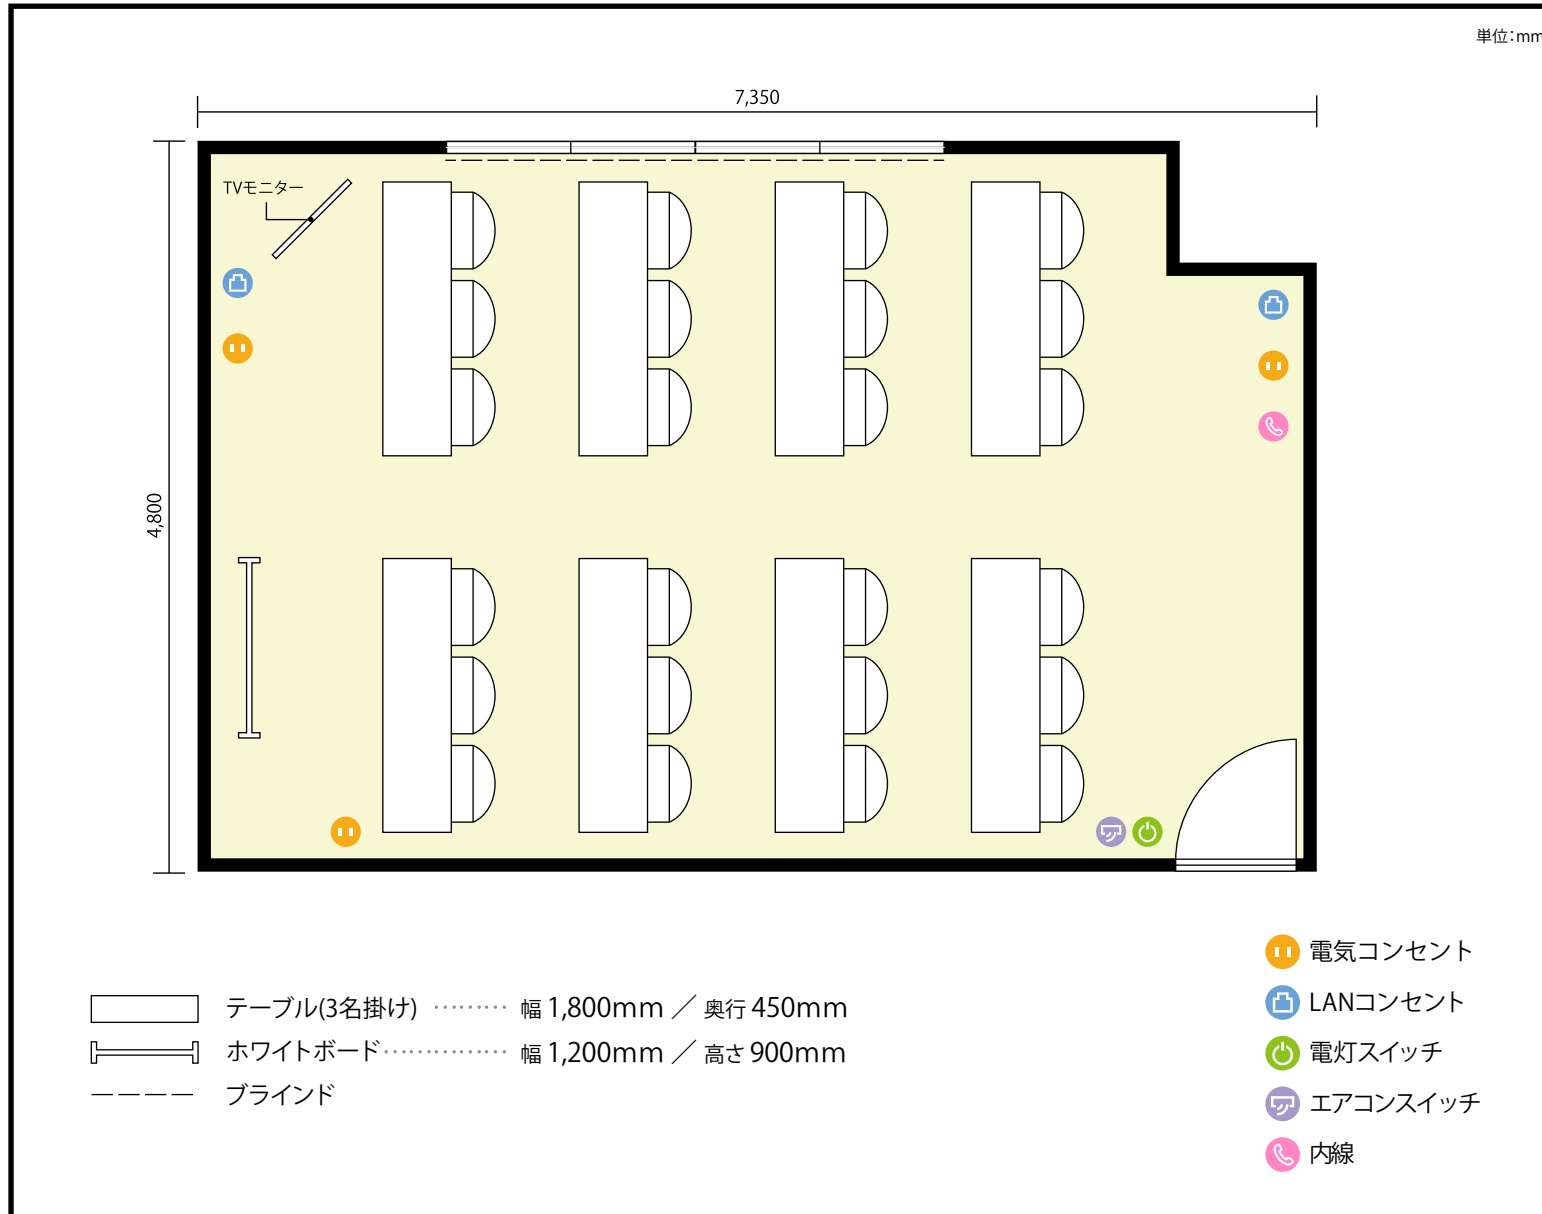 単位:mm
7,350
TVモニター
4,800
テーブル(3名掛け) ········· 幅 1,800mm ／ 奥行 450mm
ホワイトボード ··············· 幅 1,200mm ／ 高さ 900mm
ブラインド
電気コンセント
LANコンセント
電灯スイッチ
エアコンスイッチ
内線